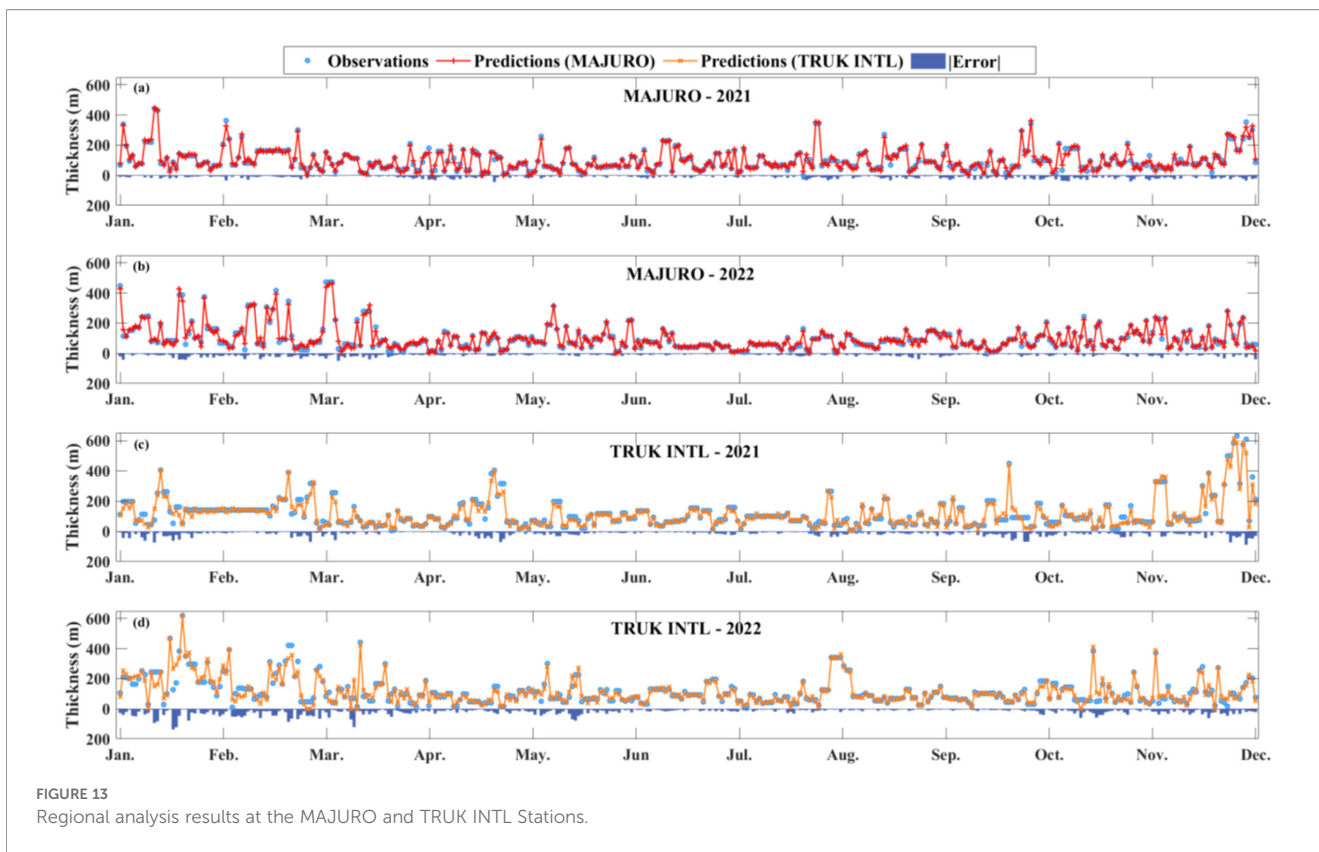 Observations Predictions (MAJURO) Predictions (TRUK INTL) |Error|
(a) MAJURO - 2021
Thickness (m)
600
400
200
0
200
Jan. Feb. Mar. Apr. May. Jun. Jul. Aug. Sep. Oct. Nov. Dec.
(b) MAJURO - 2022
Thickness (m)
600
400
200
0
200
Jan. Feb. Mar. Apr. May. Jun. Jul. Aug. Sep. Oct. Nov. Dec.
(c) TRUK INTL - 2021
Thickness (m)
600
400
200
0
200
Jan. Feb. Mar. Apr. May. Jun. Jul. Aug. Sep. Oct. Nov. Dec.
(d) TRUK INTL - 2022
Thickness (m)
600
400
200
0
200
Jan. Feb. Mar. Apr. May. Jun Jul. Aug. Sep. Oct. Nov. Dec.
FIGURE 13
Regional analysis results at the MAJURO and TRUK INTL Stations.